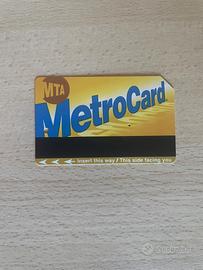 MTA
MetroCard
Insert this way / This side facing you